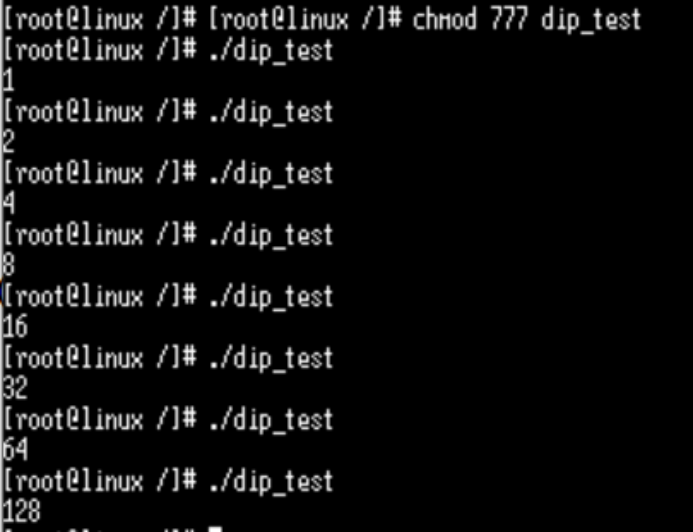 [root@linux /]# [root@linux /]# chmod 777 dip_test
[root@linux /]# ./dip_test
1
[root@linux /]# ./dip_test
2
[root@linux /]# ./dip_test
4
[root@linux /]# ./dip_test
8
[root@linux /]# ./dip_test
16
[root@linux /]# ./dip_test
32
[root@linux /]# ./dip_test
64
[root@linux /]# ./dip_test
128